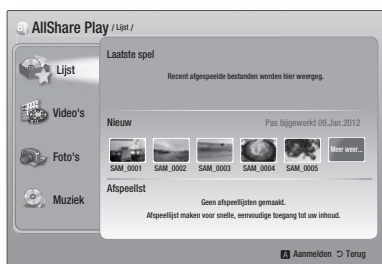 AllShare Play / Lijst /
Lijst
Video's
Foto's
Muziek
Laatste spel
Recent afgespeelde bestanden worden hier weergeg.
Nieuw Pas bijgewerkt 09.Jan.2012
SAM_0001 SAM_0002 SAM_0003 SAM_0004 SAM_0005 Meer weer...
Afspeellst
Geen afspeellijsten gemaakt.
Afspeellijst maken voor snelle, eenvoudige toegang tot uw inhoud.
A Aanmelden Terug